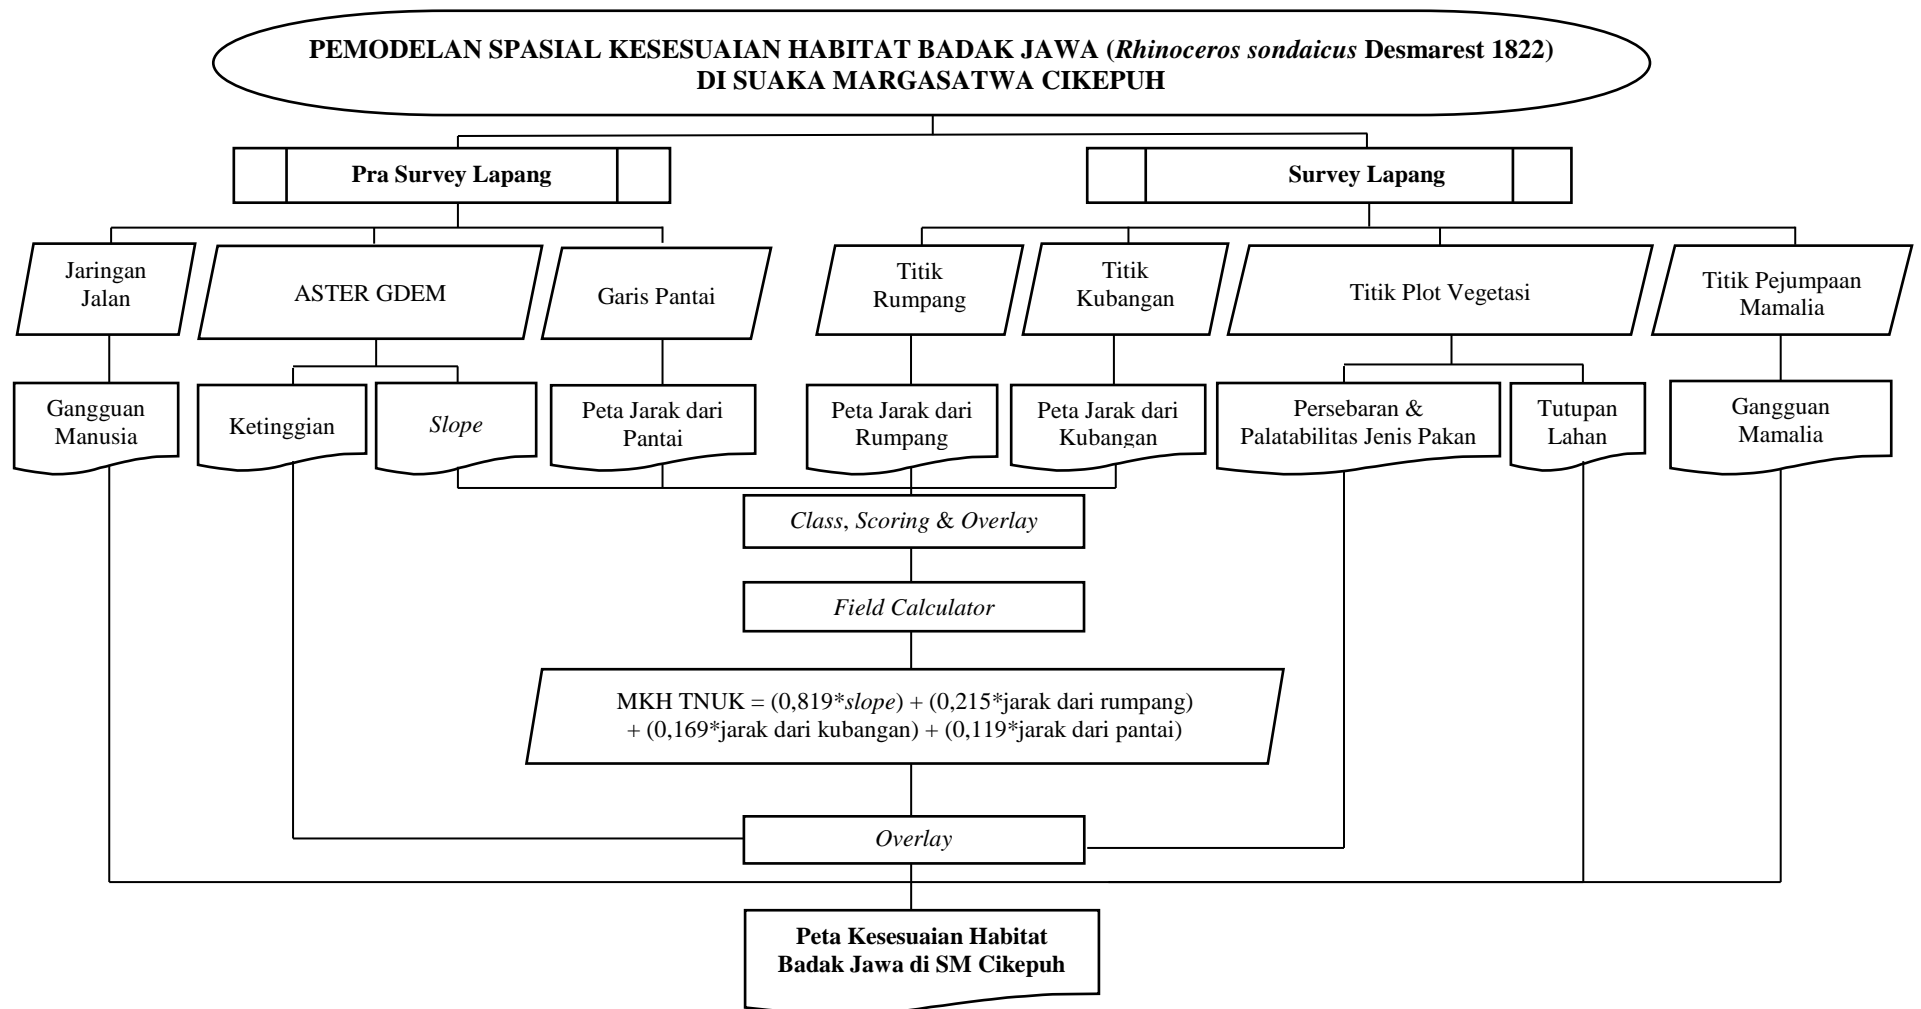 PEMODELAN SPASIAL KESESUAIAN HABITAT BADAK JAWA (Rhinoceros sondaicus Desmarest 1822)
DI SUAKA MARGASATWA CIKEPUH
Pra Survey Lapang
Survey Lapang
Jaringan
Jalan
ASTER GDEM
Garis Pantai
Titik
Rumpang
Titik
Kubangan
Titik Plot Vegetasi
Titik Pejumpaan
Mamalia
Gangguan
Manusia
Ketinggian
Slope
Peta Jarak dari
Pantai
Peta Jarak dari
Rumpang
Peta Jarak dari
Kubangan
Persebaran &
Palatabilitas Jenis Pakan
Tutupan
Lahan
Gangguan
Mamalia
Class, Scoring & Overlay
Field Calculator
MKH TNUK = (0,819*slope) + (0,215*jarak dari rumpang)
+ (0,169*jarak dari kubangan) + (0,119*jarak dari pantai)
Overlay
Peta Kesesuaian Habitat
Badak Jawa di SM Cikepuh